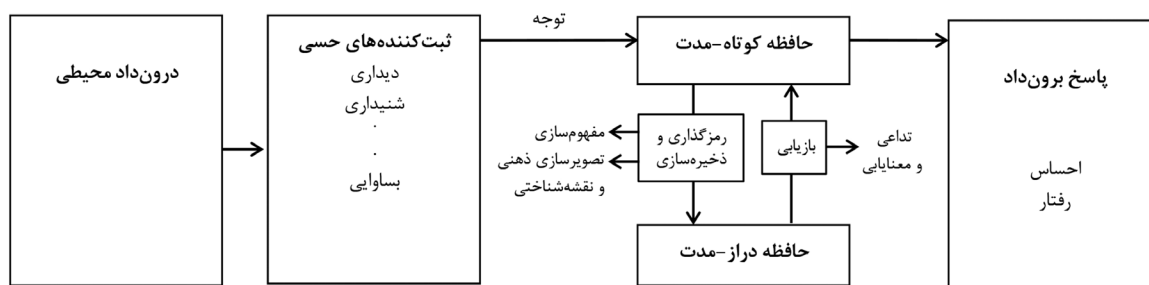 درون‌داد محیطی
ثبت‌کننده‌های حسی
دیداری
شنیداری
.
.
بساوایی
توجه
حافظه کوتاه-مدت
رمزگذاری و
ذخیره‌سازی
مفهوم‌سازی
تصویرسازی ذهنی
و نقشه‌شناختی
بازیابی
تداعی
و معنایابی
حافظه دراز-مدت
پاسخ برون‌داد
احساس
رفتار